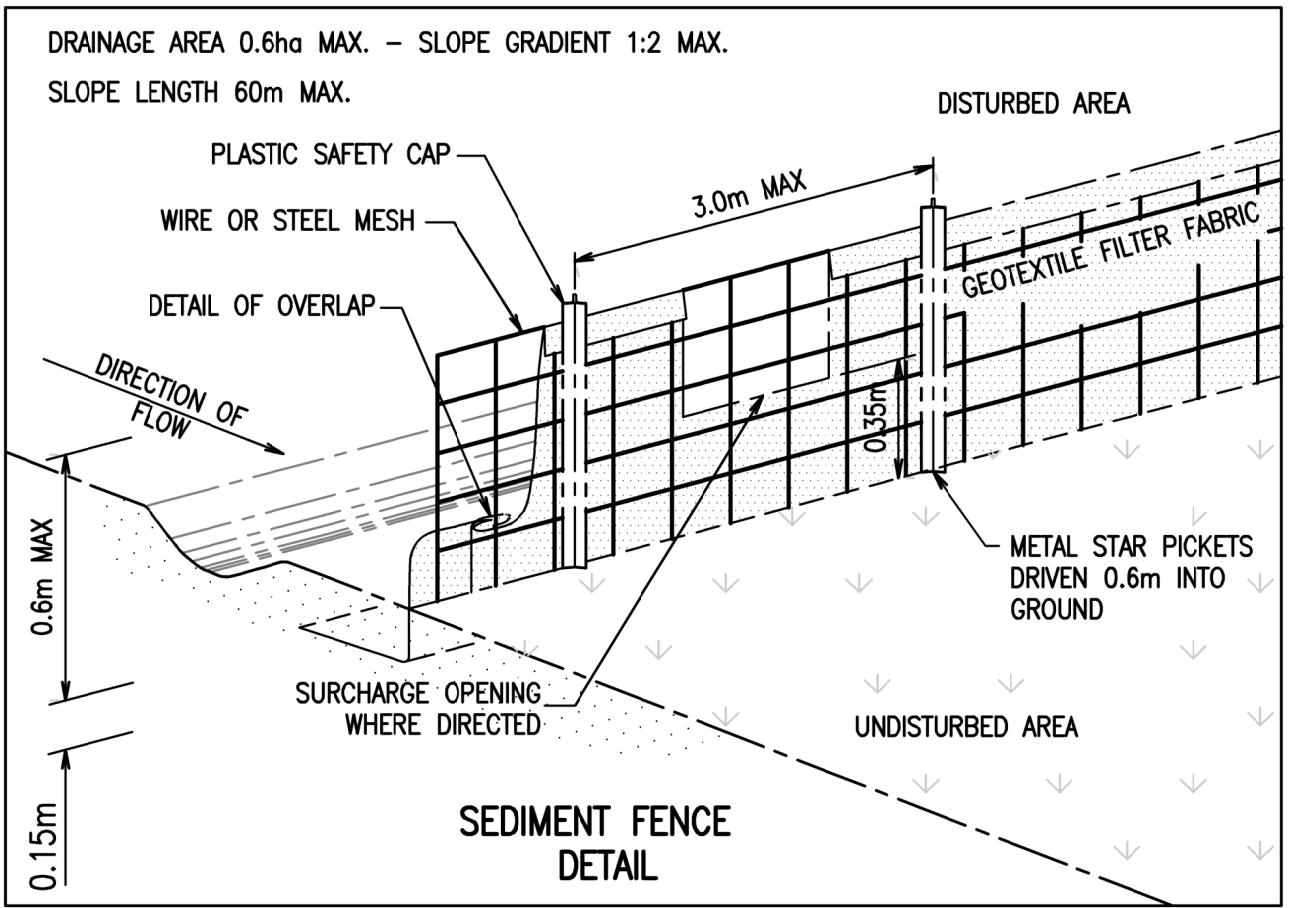 DRAINAGE AREA 0.6ha MAX. – SLOPE GRADIENT 1:2 MAX.
SLOPE LENGTH 60m MAX.
DISTURBED AREA
PLASTIC SAFETY CAP
3.0m MAX
WIRE OR STEEL MESH
GEOTEXTILE FILTER FABRIC
DETAIL OF OVERLAP
DIRECTION OF
FLOW
0.35m
0.6m MAX
METAL STAR PICKETS
DRIVEN 0.6m INTO
GROUND
SURCHARGE OPENING
WHERE DIRECTED
UNDISTURBED AREA
0.15m
SEDIMENT FENCE
DETAIL